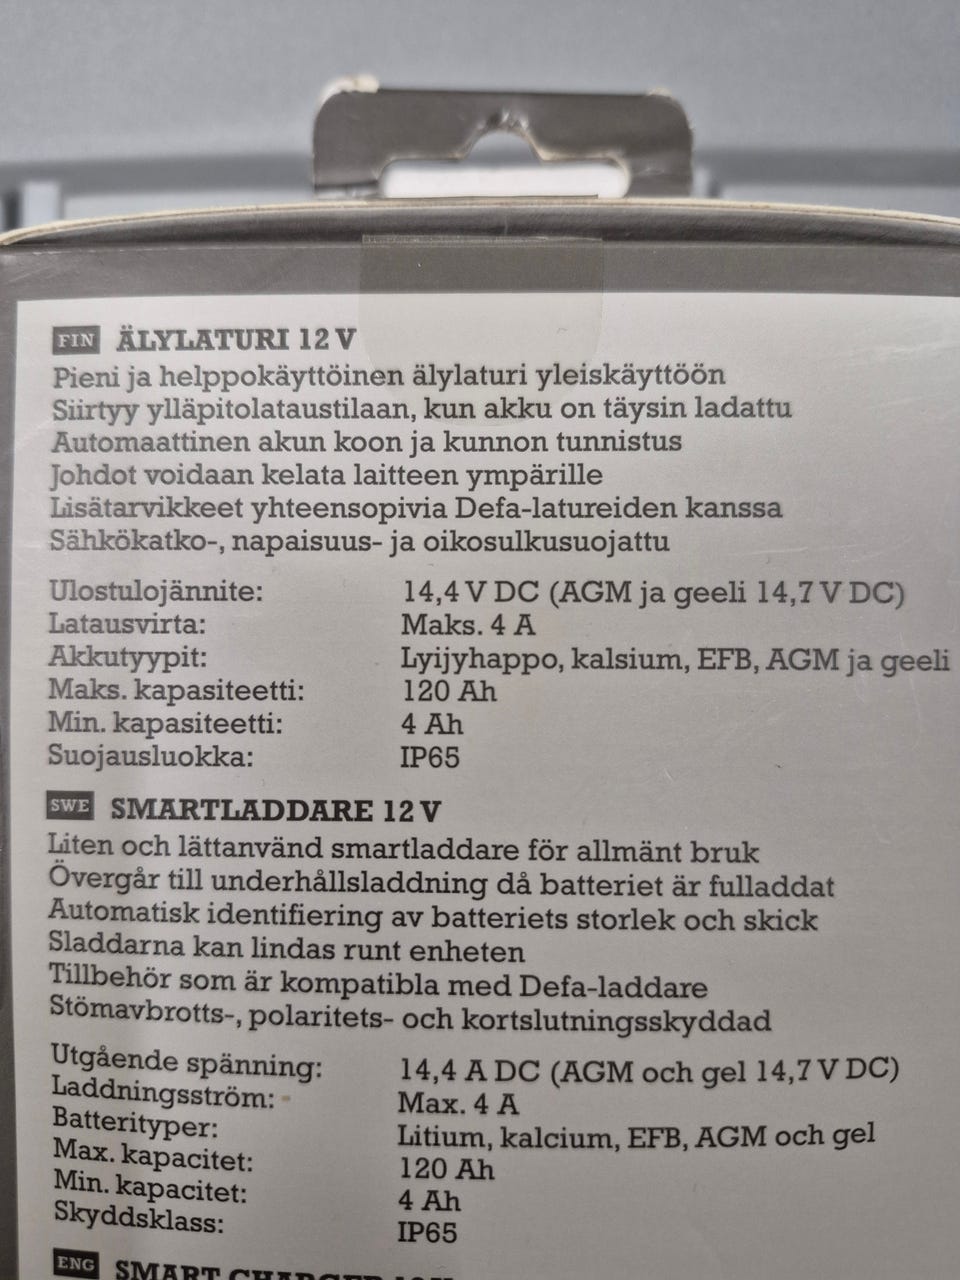 FIN ÄLYLATURI 12 V
Pieni ja helppokäyttöinen älylaturi yleiskäyttöön
Siirtyy ylläpitolataustilaan, kun akku on täysin ladattu
Automaattinen akun koon ja kunnon tunnistus
Johdot voidaan kelata laitteen ympärille
Lisätarvikkeet yhteensopivia Defa-latureiden kanssa
Sähkökatko-, napaisuus- ja oikosulkusuojattu
Ulostulojännite: 14,4 V DC (AGM ja geeli 14,7 V DC)
Latausvirta: Maks. 4 A
Akkutyypit: Lyijyhappo, kalsium, EFB, AGM ja geeli
Maks. kapasiteetti: 120 Ah
Min. kapasiteetti: 4 Ah
Suojausluokka: IP65
SWE SMARTLADDARE 12 V
Liten och lättanvänd smartladdare för allmänt bruk
Övergår till underhållsladdning då batteriet är fulladdat
Automatisk identifiering av batteriets storlek och skick
Sladdarna kan lindas runt enheten
Tillbehör som är kompatibla med Defa-laddare
Stömavbrotts-, polaritets- och kortslutningsskyddad
Utgående spänning: 14,4 A DC (AGM och gel 14,7 V DC)
Laddningsström: Max. 4 A
Batterityper: Litium, kalcium, EFB, AGM och gel
Max. kapacitet: 120 Ah
Min. kapacitet: 4 Ah
Skyddsklass: IP65
ENG SMART CHARGER 12 V